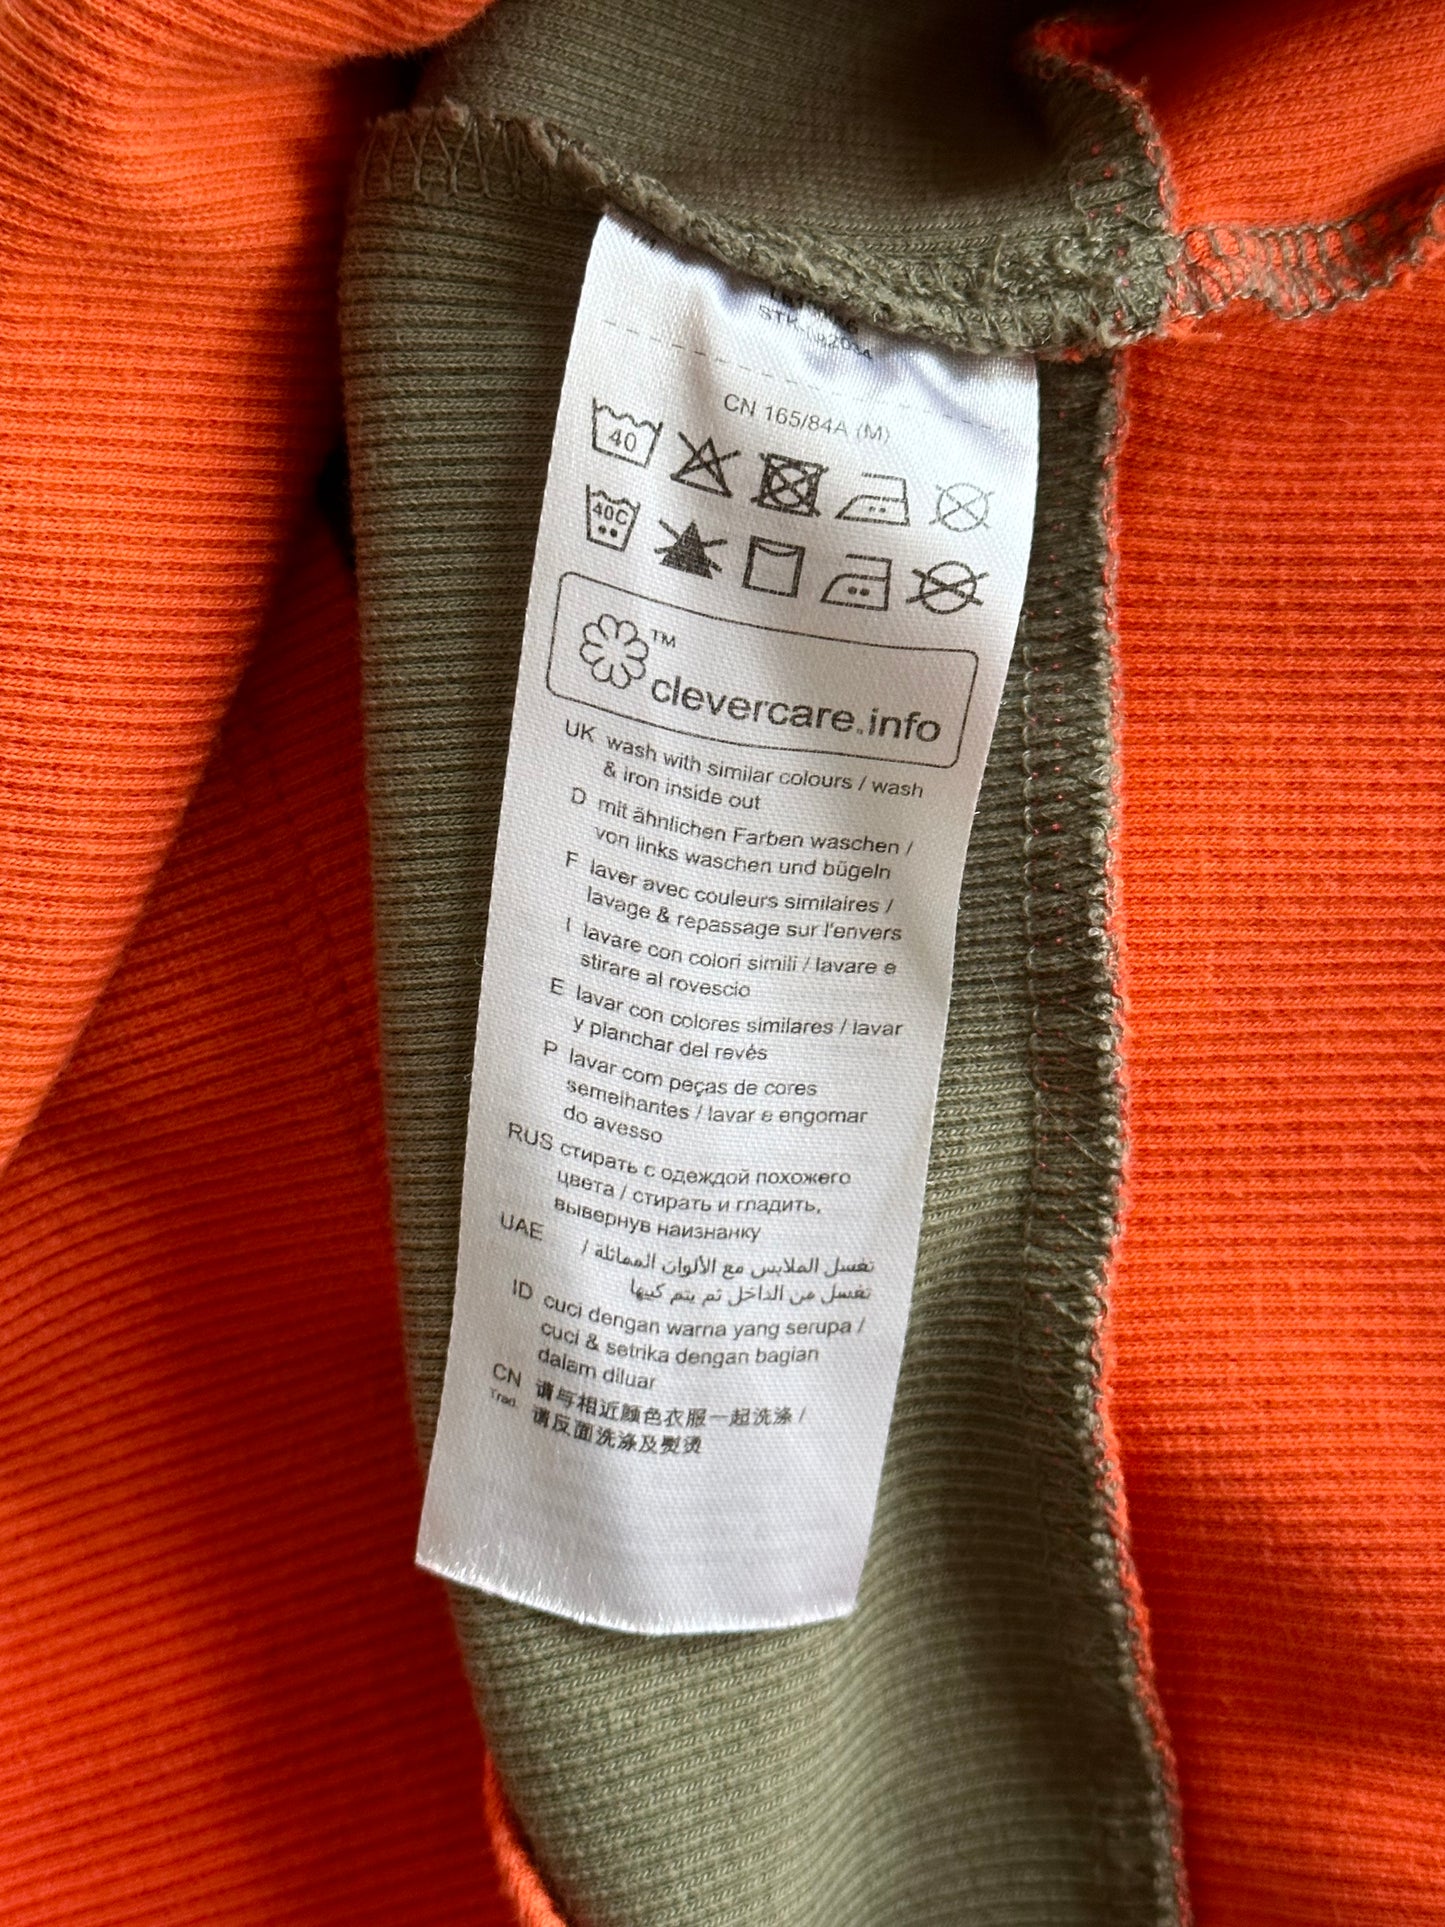 CN 165/84A (M)
40
40C
™
clevercare.info
UK wash with similar colours / wash
& iron inside out
D mit ähnlichen Farben waschen /
von links waschen und bügeln
F laver avec couleurs similaires /
lavage & repassage sur l'envers
I lavare con colori simili / lavare e
stirare al rovescio
E lavar con colores similares / lavar
y planchar del revés
P lavar com peças de cores
semelhantes / lavar e engomar
do avesso
RUS стирать с одеждой похожего
цвета / стирать и гладить,
вывернув наизнанку
UAE تغسل الملابس مع الألوان المماثلة /
تغسل من الداخل ثم يتم كيها
ID cuci dengan warna yang serupa /
cuci & setrika dengan bagian
dalam diluar
CN 请与相近颜色衣服一起洗涤 /
Trad. 请反面洗涤及熨烫